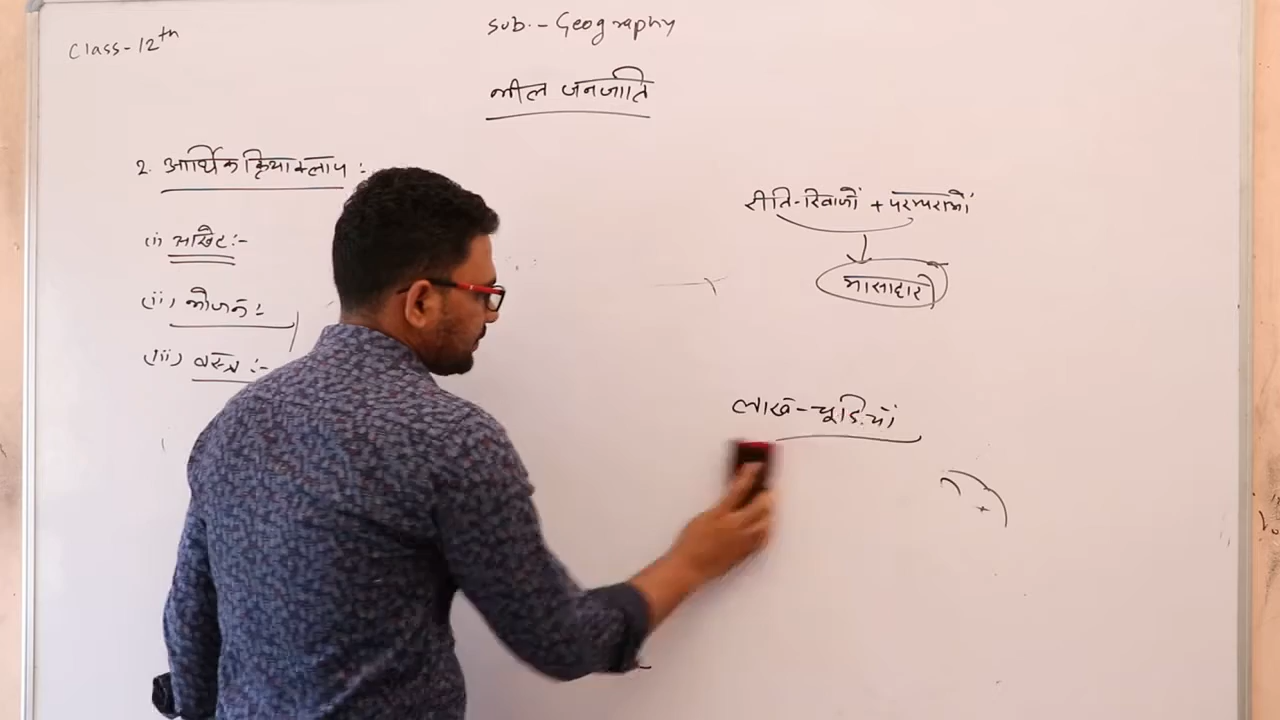 Class-12th
Sub.- Geography
भील जनजाति
2. आर्थिक क्रियाकलाप :
(i) आखेट:-
(ii) भोजन :
(iii) वस्त्र :-
रीति-रिवाजों + परम्पराओं
लाख-चूडियाँ